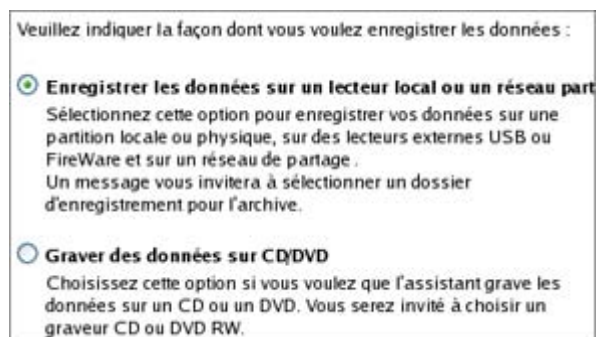 Veuillez indiquer la façon dont vous voulez enregistrer les données :
Enregistrer les données sur un lecteur local ou un réseau part
Sélectionnez cette option pour enregistrer vos données sur une
partition locale ou physique, sur des lecteurs externes USB ou
FireWare et sur un réseau de partage .
Un message vous invitera à sélectionner un dossier
d'enregistrement pour l'archive.
Graver des données sur CD/DVD
Choisissez cette option si vous voulez que l'assistant grave les
données sur un CD ou un DVD. Vous serez invité à choisir un
graveur CD ou DVD RW.